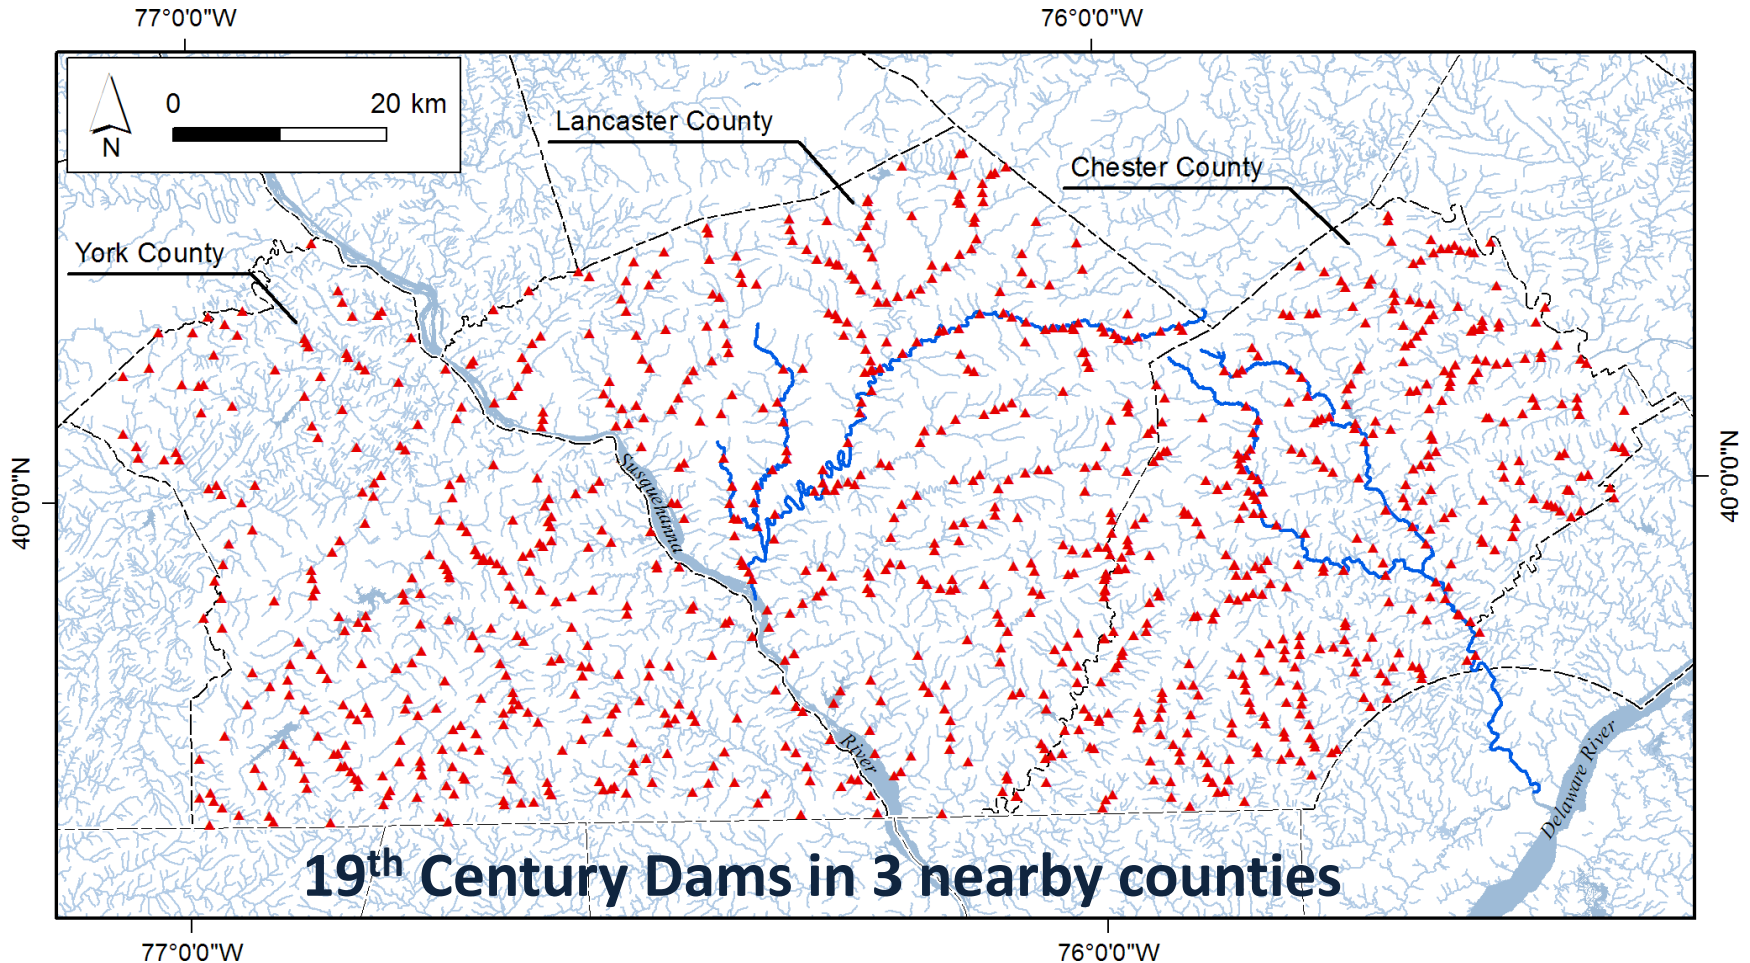 77°0'0"W
76°0'0"W
0
20 km
N
Lancaster County
Chester County
York County
40°0'0"N
40°0'0"N
Susquehanna
River
Delaware River
19th Century Dams in 3 nearby counties
77°0'0"W
76°0'0"W